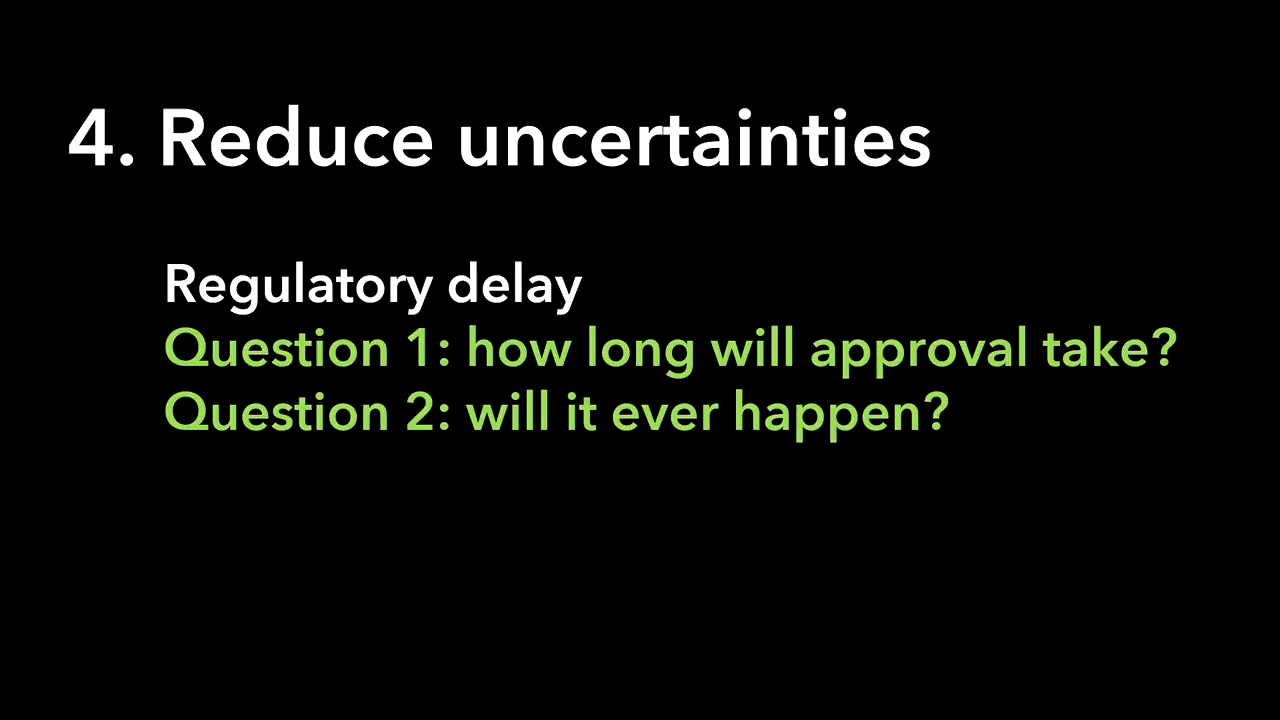 4. Reduce uncertainties
Regulatory delay
Question 1: how long will approval take?
Question 2: will it ever happen?